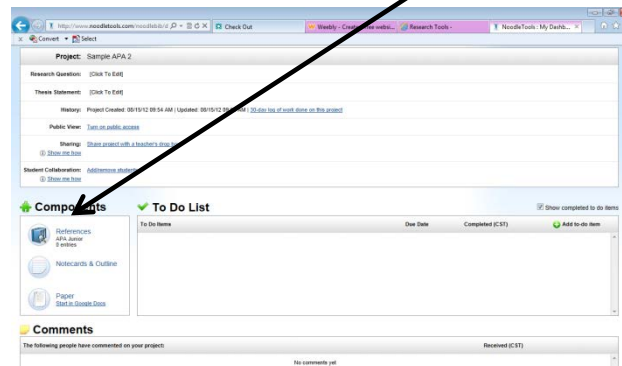 http://www.noodletools.com/noodlebib/d
Check Out
Weebly - Create a free websi...
Research Tools -
NoodleTools : My Dashb...
x Convert Select
Project: Sample APA 2
Research Question: [Click To Edit]
Thesis Statement: [Click To Edit]
History: Project Created: 08/15/12 09:54 AM | Updated: 08/15/12 AM | 30-day log of work done on this project
Public View: Turn on public access
Sharing: Share project with a teacher's drop
Show me how
Student Collaboration: Add/remove students
Show me how
Components
To Do List
Show completed to do items
To Do Items Due Date Completed (CST) Add to-do item
References
APA Junior
entries
Notecards & Outline
Paper
Start in Google Docs
Comments
The following people have commented on your project: Received (CST)
No comments yet